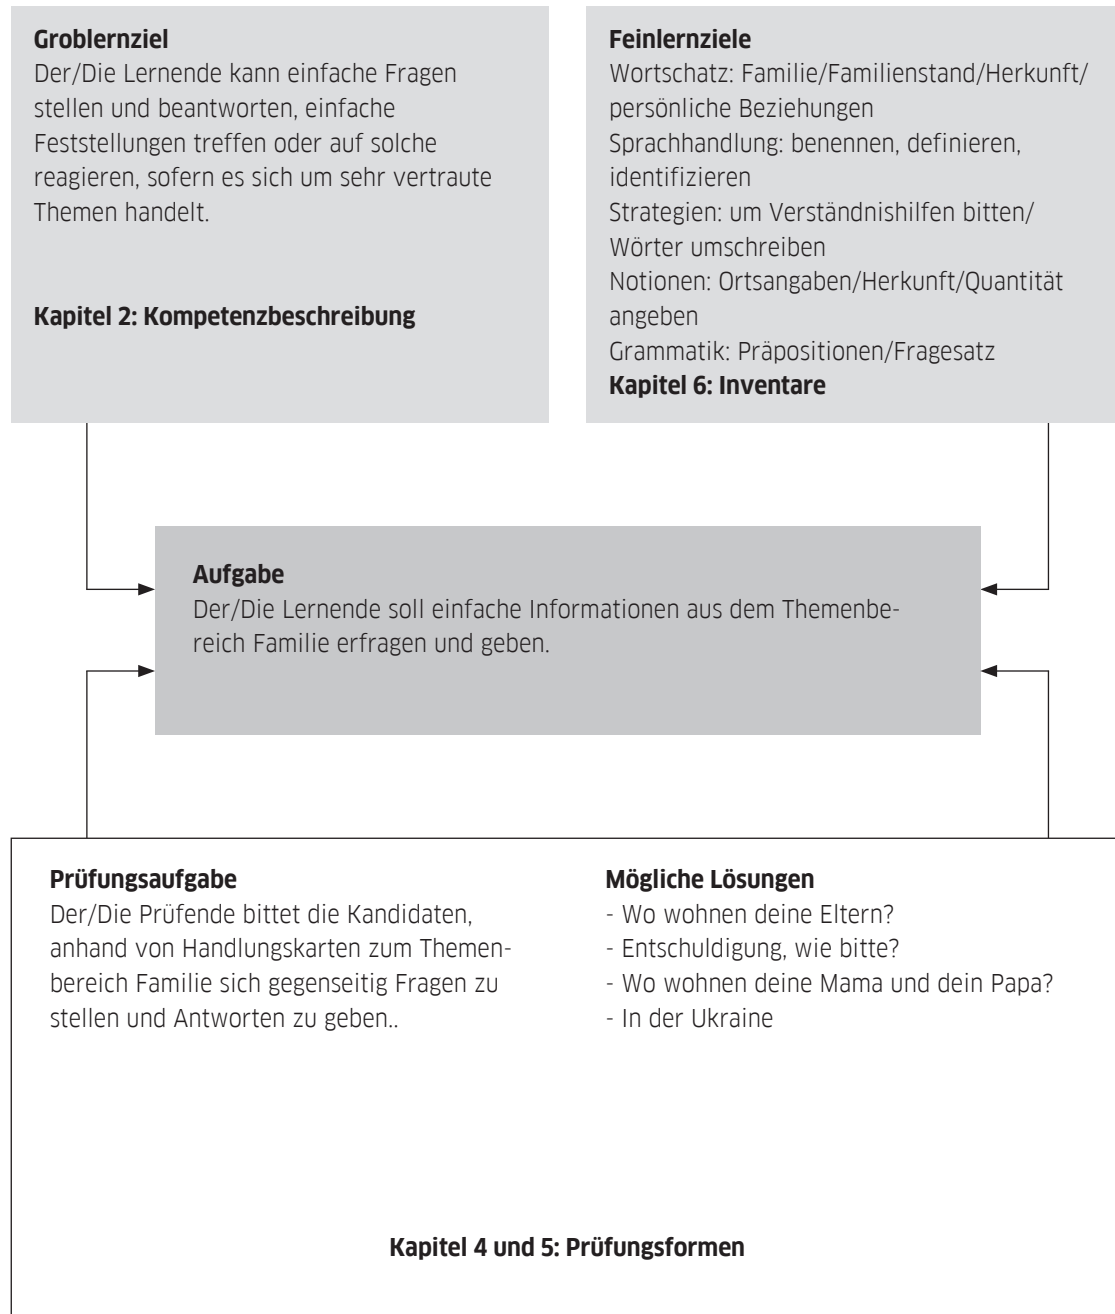 Groblernziel
Der/Die Lernende kann einfache Fragen
stellen und beantworten, einfache
Feststellungen treffen oder auf solche
reagieren, sofern es sich um sehr vertraute
Themen handelt.
Kapitel 2: Kompetenzbeschreibung
Feinlernziele
Wortschatz: Familie/Familienstand/Herkunft/
persönliche Beziehungen
Sprachhandlung: benennen, definieren,
identifizieren
Strategien: um Verständnishilfen bitten/
Wörter umschreiben
Notionen: Ortsangaben/Herkunft/Quantität
angeben
Grammatik: Präpositionen/Fragesatz
Kapitel 6: Inventare
Aufgabe
Der/Die Lernende soll einfache Informationen aus dem Themenbe-
reich Familie erfragen und geben.
Prüfungsaufgabe
Der/Die Prüfende bittet die Kandidaten,
anhand von Handlungskarten zum Themen-
bereich Familie sich gegenseitig Fragen zu
stellen und Antworten zu geben..
Mögliche Lösungen
- Wo wohnen deine Eltern?
- Entschuldigung, wie bitte?
- Wo wohnen deine Mama und dein Papa?
- In der Ukraine
Kapitel 4 und 5: Prüfungsformen